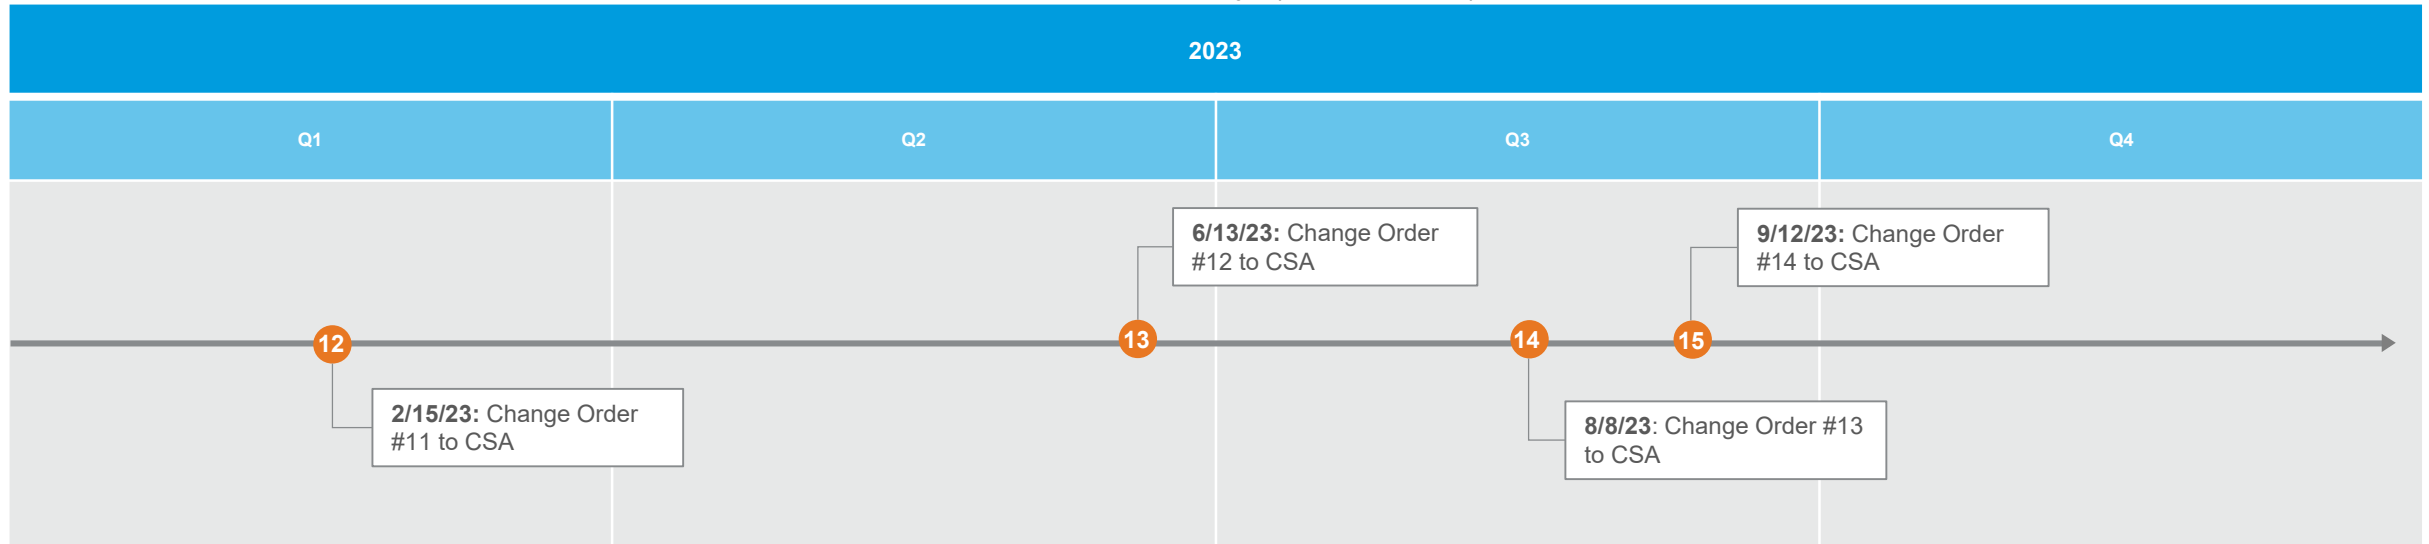 2023
Q1
Q2
Q3
Q4
6/13/23: Change Order
#12 to CSA
9/12/23: Change Order
#14 to CSA
12
13
14
15
2/15/23: Change Order
#11 to CSA
8/8/23: Change Order #13
to CSA